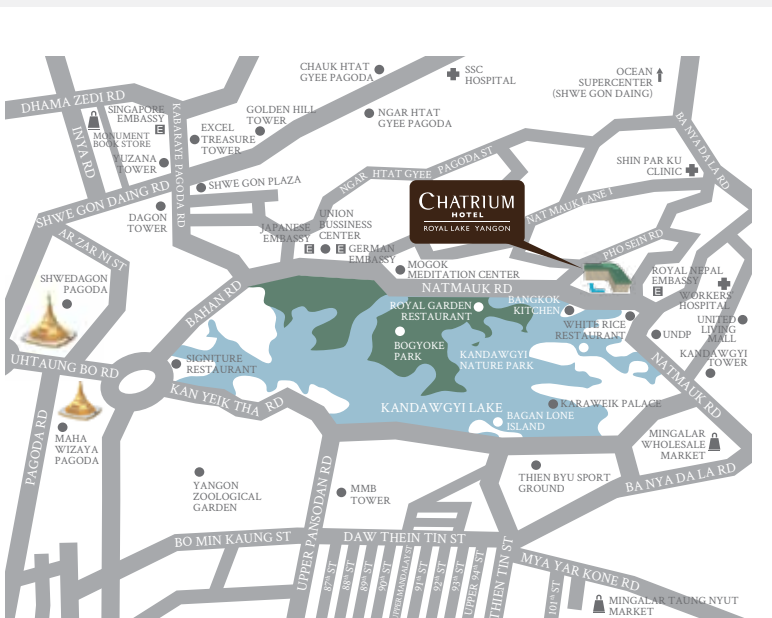 CHAUK HTAT
GYEE PAGODA
SSC
HOSPITAL
OCEAN
SUPERCENTER
(SHWE GON DAING)
DHAMA ZEDI RD
SINGAPORE
EMBASSY
E
MONUMENT
BOOK STORE
INYA RD
KABARAYE PAGODA RD
GOLDEN HILL
TOWER
EXCEL
TREASURE
TOWER
NGAR HTAT
GYEE PAGODA
BA NYA DA LA RD
YUZANA
TOWER
SHWE GON PLAZA
NGAR HTAT GYEE PAGODA ST
SHIN PAR KU
CLINIC
SHWE GON DAING RD
DAGON
TOWER
CHATRIUM
HOTEL
ROYAL LAKE YANGON
NAT MAUK LANE 1
AR ZAR NI ST
JAPANESE
EMBASSY
E
UNION
BUSSINESS
CENTER
E
GERMAN
EMBASSY
PHO SEIN RD
MOGOK
MEDITATION CENTER
SHWEDAGON
PAGODA
BAHAN RD
NATMAUK RD
ROYAL NEPAL
EMBASSY
E
WORKERS
HOSPITAL
ROYAL GARDEN
RESTAURANT
BANGKOK
KITCHEN
WHITE RICE
RESTAURANT
UNDP
UNITED
LIVING
MALL
BOGYOKE
PARK
KANDAWGYI
NATURE PARK
KANDAWGYI
TOWER
UHTAUNG BO RD
SIGNITURE
RESTAURANT
NATMAUK RD
KAN YEIK THA RD
KANDAWGYI LAKE
KARAWEIK PALACE
BAGAN LONE
ISLAND
PAGODA RD
MAHA
WIZAYA
PAGODA
MINGALAR
WHOLESALE
MARKET
YANGON
ZOOLOGICAL
GARDEN
UPPER PANSODAN RD
MMB
TOWER
THIEN BYU SPORT
GROUND
BA NYA DA LA RD
BO MIN KAUNG ST
DAW THEIN TIN ST
87th ST
88th ST
89th ST
90th ST
UPPER MANDALAY ST
91th ST
92th ST
93th ST
UPPER 94th ST
THIEN TIN ST
MYA YAR KONE RD
101th ST
MINGALAR TAUNG NYUT
MARKET